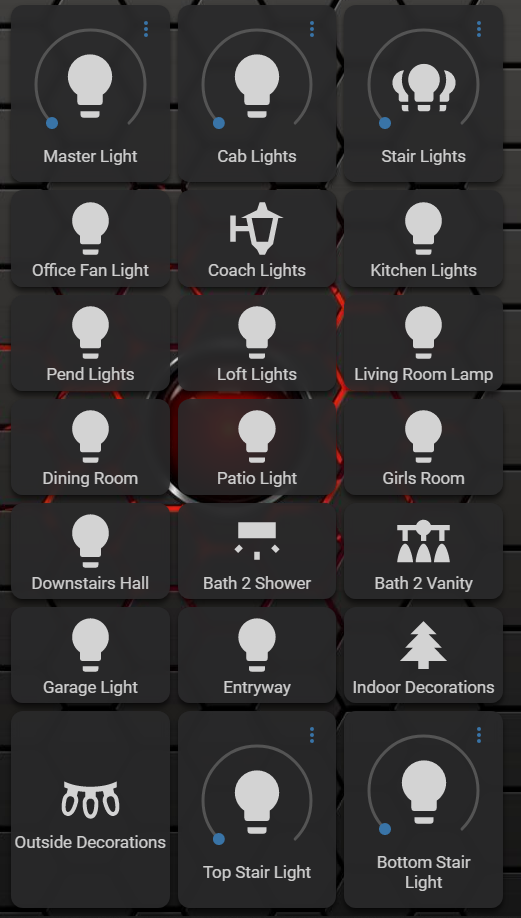 Master Light
Cab Lights
Stair Lights
Office Fan Light
Coach Lights
Kitchen Lights
Pend Lights
Loft Lights
Living Room Lamp
Dining Room
Patio Light
Girls Room
Downstairs Hall
Bath 2 Shower
Bath 2 Vanity
Garage Light
Entryway
Indoor Decorations
Outside Decorations
Top Stair Light
Bottom Stair
Light